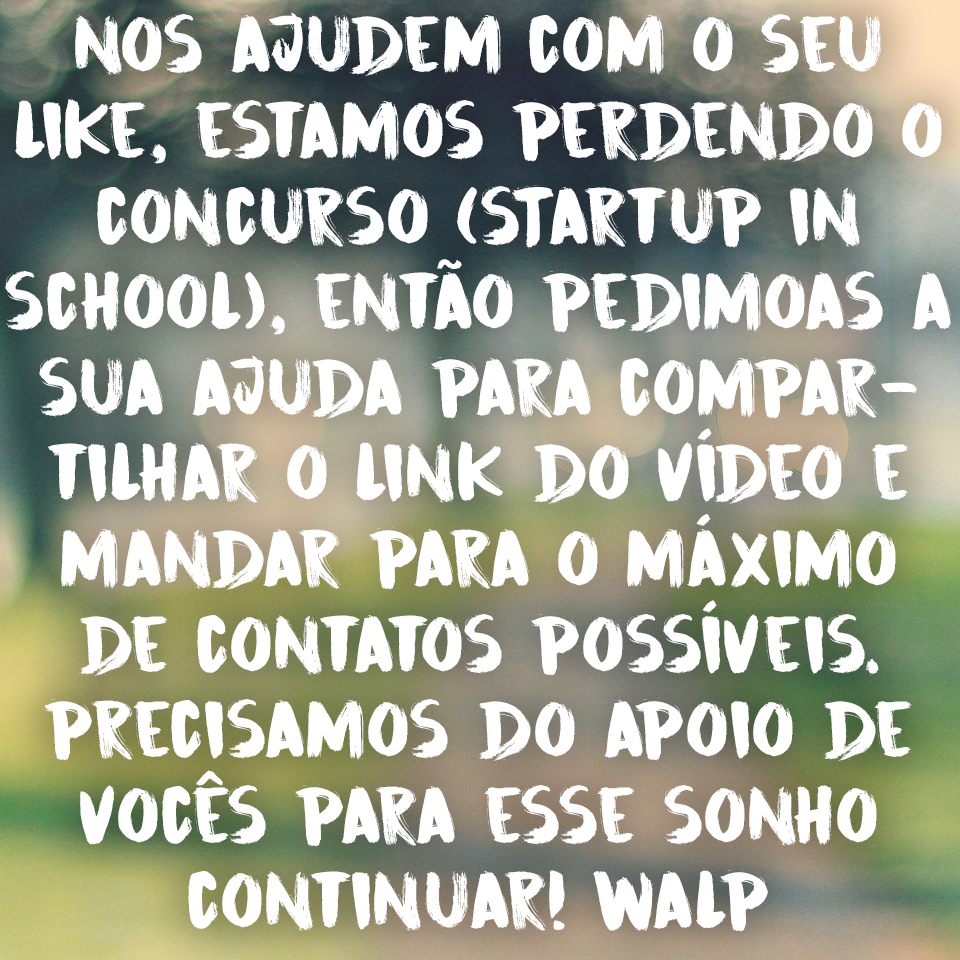 NOS AJUDEM COM O SEU
LIKE, ESTAMOS PERDENDO O
CONCURSO (STARTUP IN
SCHOOL), ENTÃO PEDIMOAS A
SUA AJUDA PARA COMPAR-
TILHAR O LINK DO VÍDEO E
MANDAR PARA O MÁXIMO
DE CONTATOS POSSÍVEIS.
PRECISAMOS DO APOIO DE
VOCÊS PARA ESSE SONHO
CONTINUAR! WALP